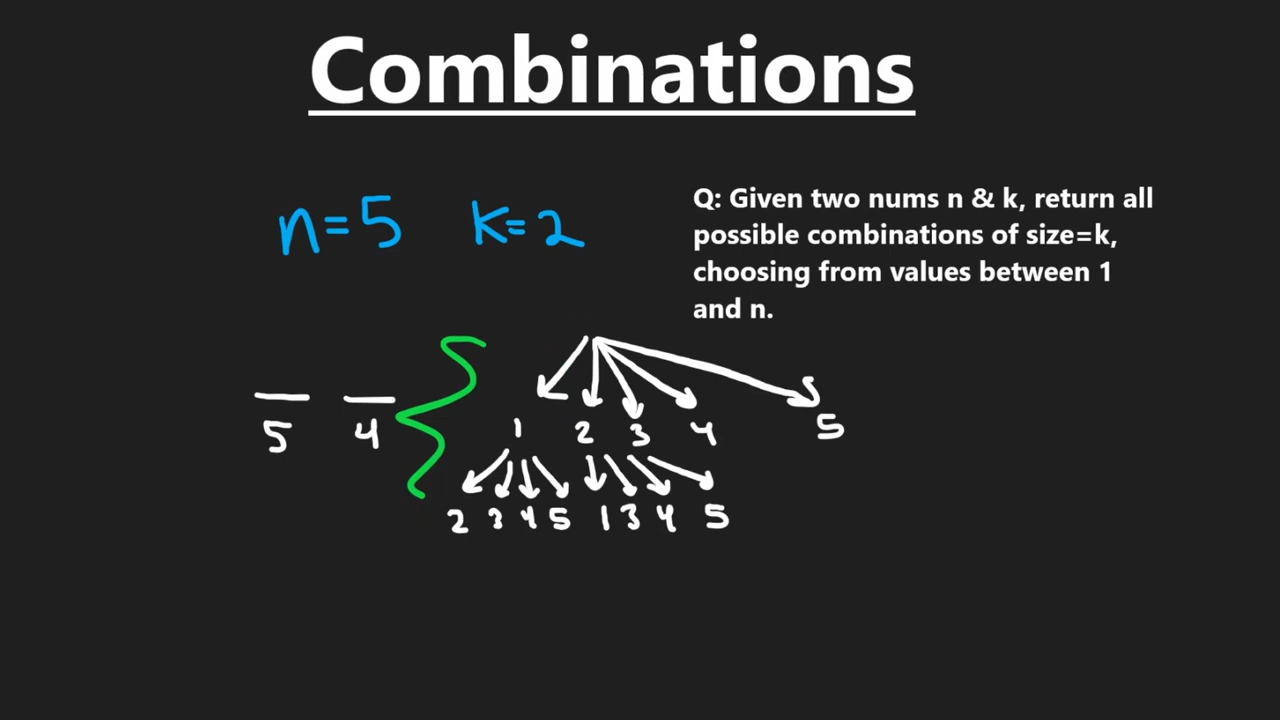 Combinations
n=5 k=2
Q: Given two nums n & k, return all
possible combinations of size=k,
choosing from values between 1
and n.
5 4
1 2 3 4 5
2 3 4 5 1 3 4 5